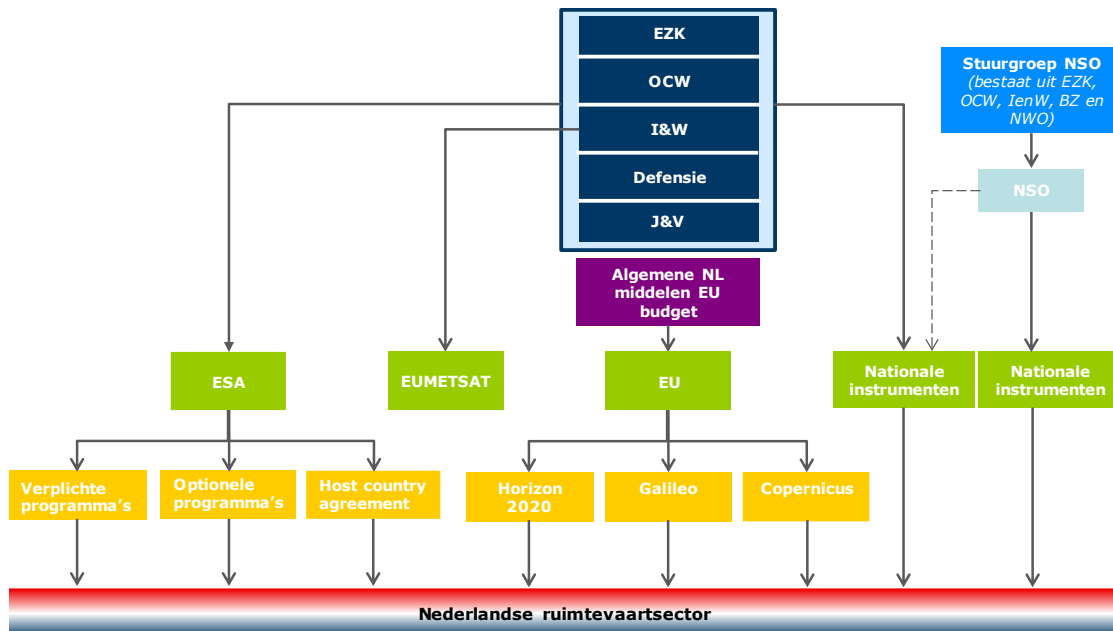 EZK
OCW
I&W
Defensie
J&V
Stuurgroep NSO
(bestaat uit EZK,
OCW, IenW, BZ en
NWO)
NSO
Algemene NL
middelen EU
budget
ESA
EUMETSAT
EU
Nationale
instrumenten
Nationale
instrumenten
Verplichte
programma's
Optionele
programma's
Host country
agreement
Horizon
2020
Galileo
Copernicus
Nederlandse ruimtevaartsector